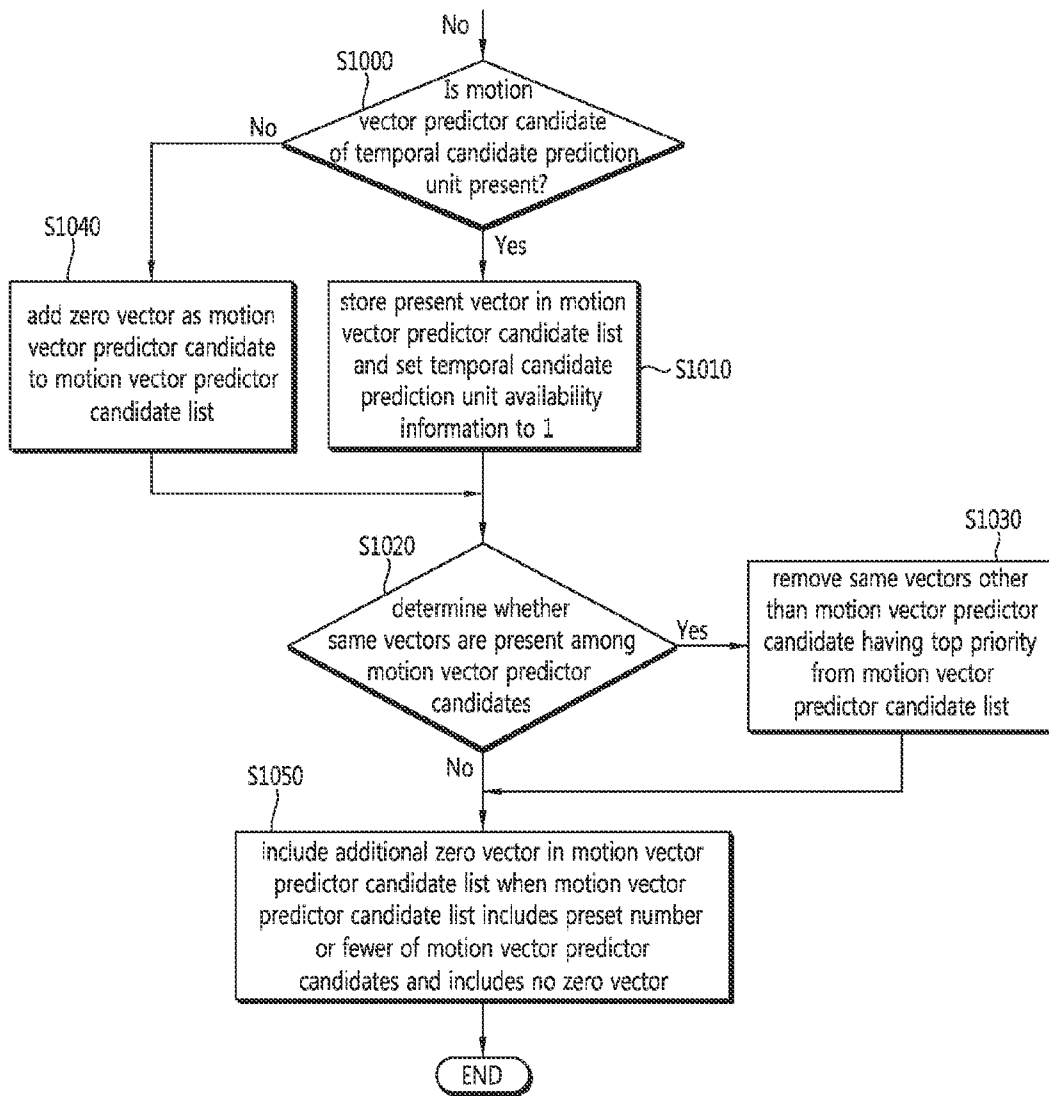 No
S1000
Is motion
vector predictor candidate
of temporal candidate prediction
unit present?
No
Yes
S1040
add zero vector as motion
vector predictor candidate
to motion vector predictor
candidate list
store present vector in motion
vector predictor candidate list
and set temporal candidate
prediction unit availability
information to 1
S1010
S1020
determine whether
same vectors are present among
motion vector predictor
candidates
Yes
S1030
remove same vectors other
than motion vector predictor
candidate having top priority
from motion vector
predictor candidate list
No
S1050
include additional zero vector in motion vector
predictor candidate list when motion vector
predictor candidate list includes preset number
or fewer of motion vector predictor
candidates and includes no zero vector
END